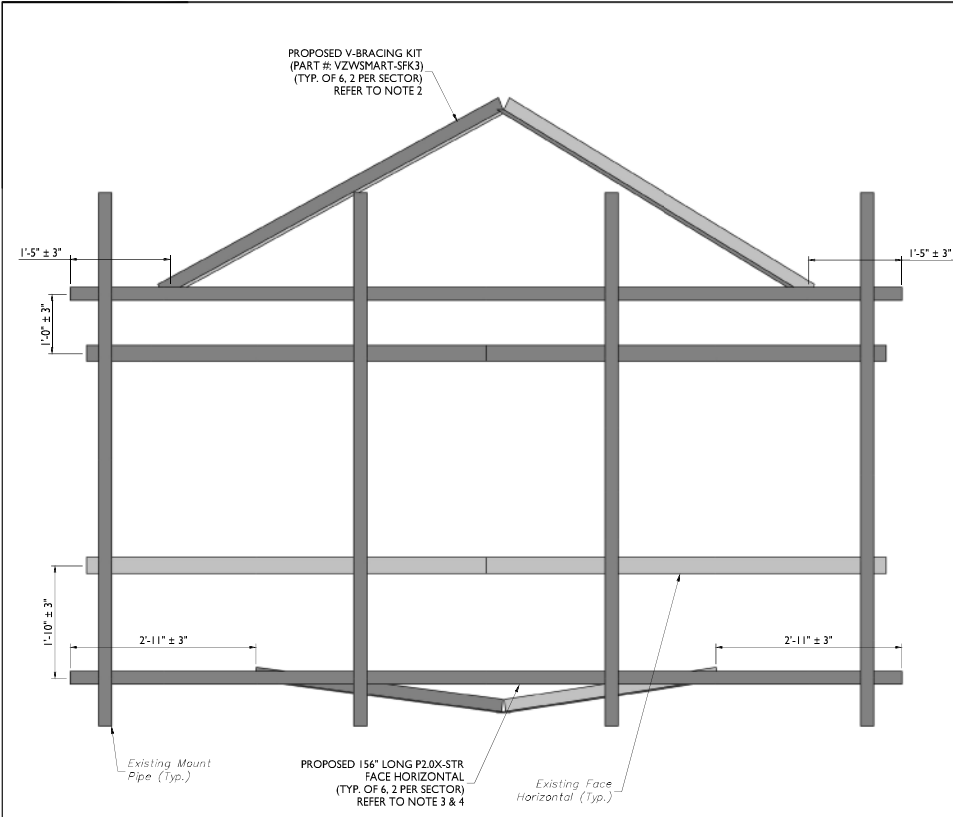 PROPOSED V-BRACING KIT
(PART #: VZWSMART-SFK3)
(TYP. OF 6, 2 PER SECTOR)
REFER TO NOTE 2
1'-5" ± 3"
1'-5" ± 3"
1'-0" ± 3"
1'-10" ± 3"
2'-11" ± 3"
2'-11" ± 3"
Existing Mount
Pipe (Typ.)
PROPOSED 156" LONG P2.0X-STR
FACE HORIZONTAL
(TYP. OF 6, 2 PER SECTOR)
REFER TO NOTE 3 & 4
Existing Face
Horizontal (Typ.)